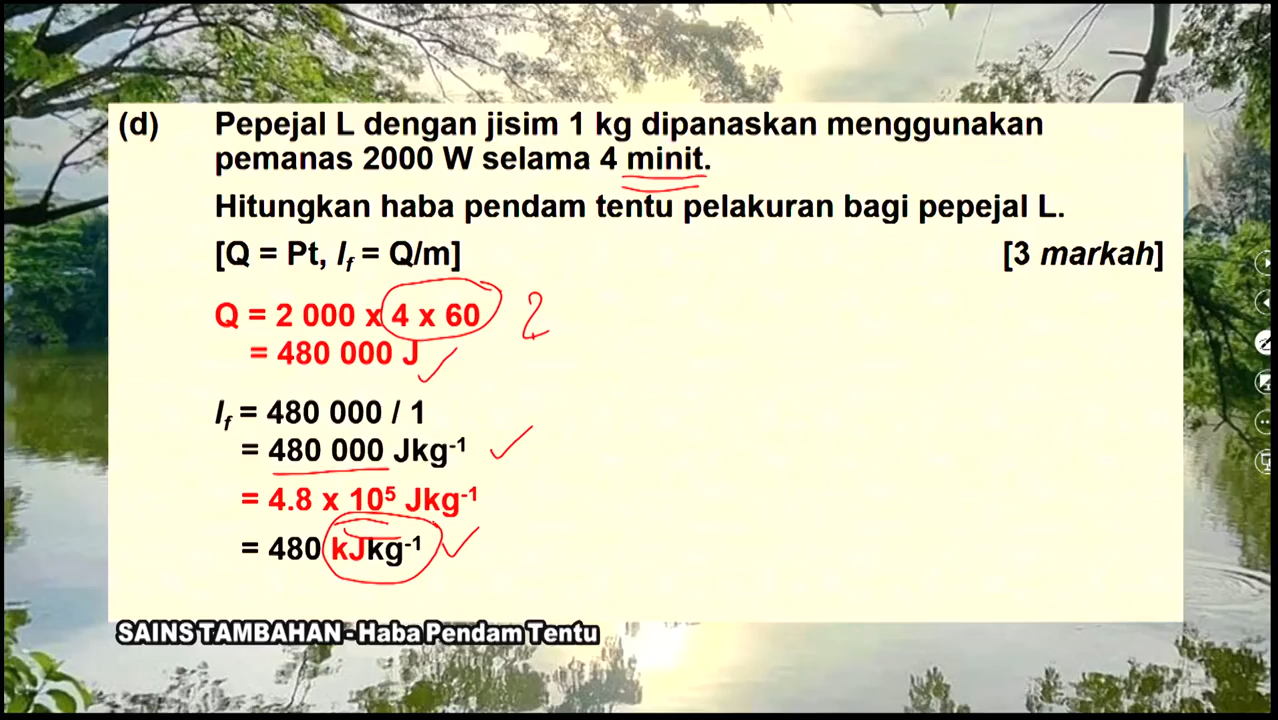 (d) Pepejal L dengan jisim 1 kg dipanaskan menggunakan
pemanas 2000 W selama 4 minit.
Hitungkan haba pendam tentu pelakuran bagi pepejal L.
[Q = Pt, l_f = Q/m] [3 markah]
Q = 2 000 x 4 x 60
= 480 000 J
l_f = 480 000 / 1
= 480 000 Jkg⁻¹
= 4.8 x 10⁵ Jkg⁻¹
= 480 kJkg⁻¹
SAINS TAMBAHAN - Haba Pendam Tentu